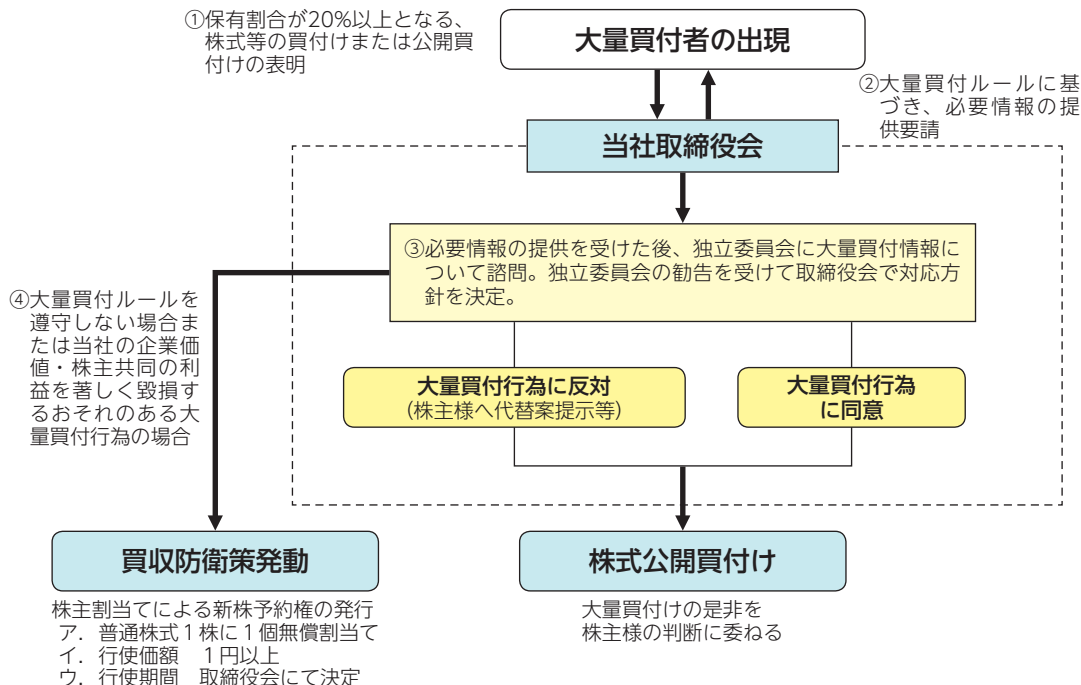 ①保有割合が20%以上となる、
株式等の買付けまたは公開買
付けの表明
大量買付者の出現
②大量買付ルールに基
づき、必要情報の提
供要請
当社取締役会
③必要情報の提供を受けた後、独立委員会に大量買付情報に
ついて諮問。独立委員会の勧告を受けて取締役会で対応方
針を決定。
④大量買付ルールを
遵守しない場合ま
たは当社の企業価
値・株主共同の利
益を著しく毀損す
るおそれのある大
量買付行為の場合
大量買付行為に反対
(株主様へ代替案提示等)
大量買付行為
に同意
買収防衛策発動
株主割当てによる新株予約権の発行
ア．普通株式1株に1個無償割当て
イ．行使価額　1円以上
ウ．行使期間　取締役会にて決定
株式公開買付け
大量買付けの是非を
株主様の判断に委ねる